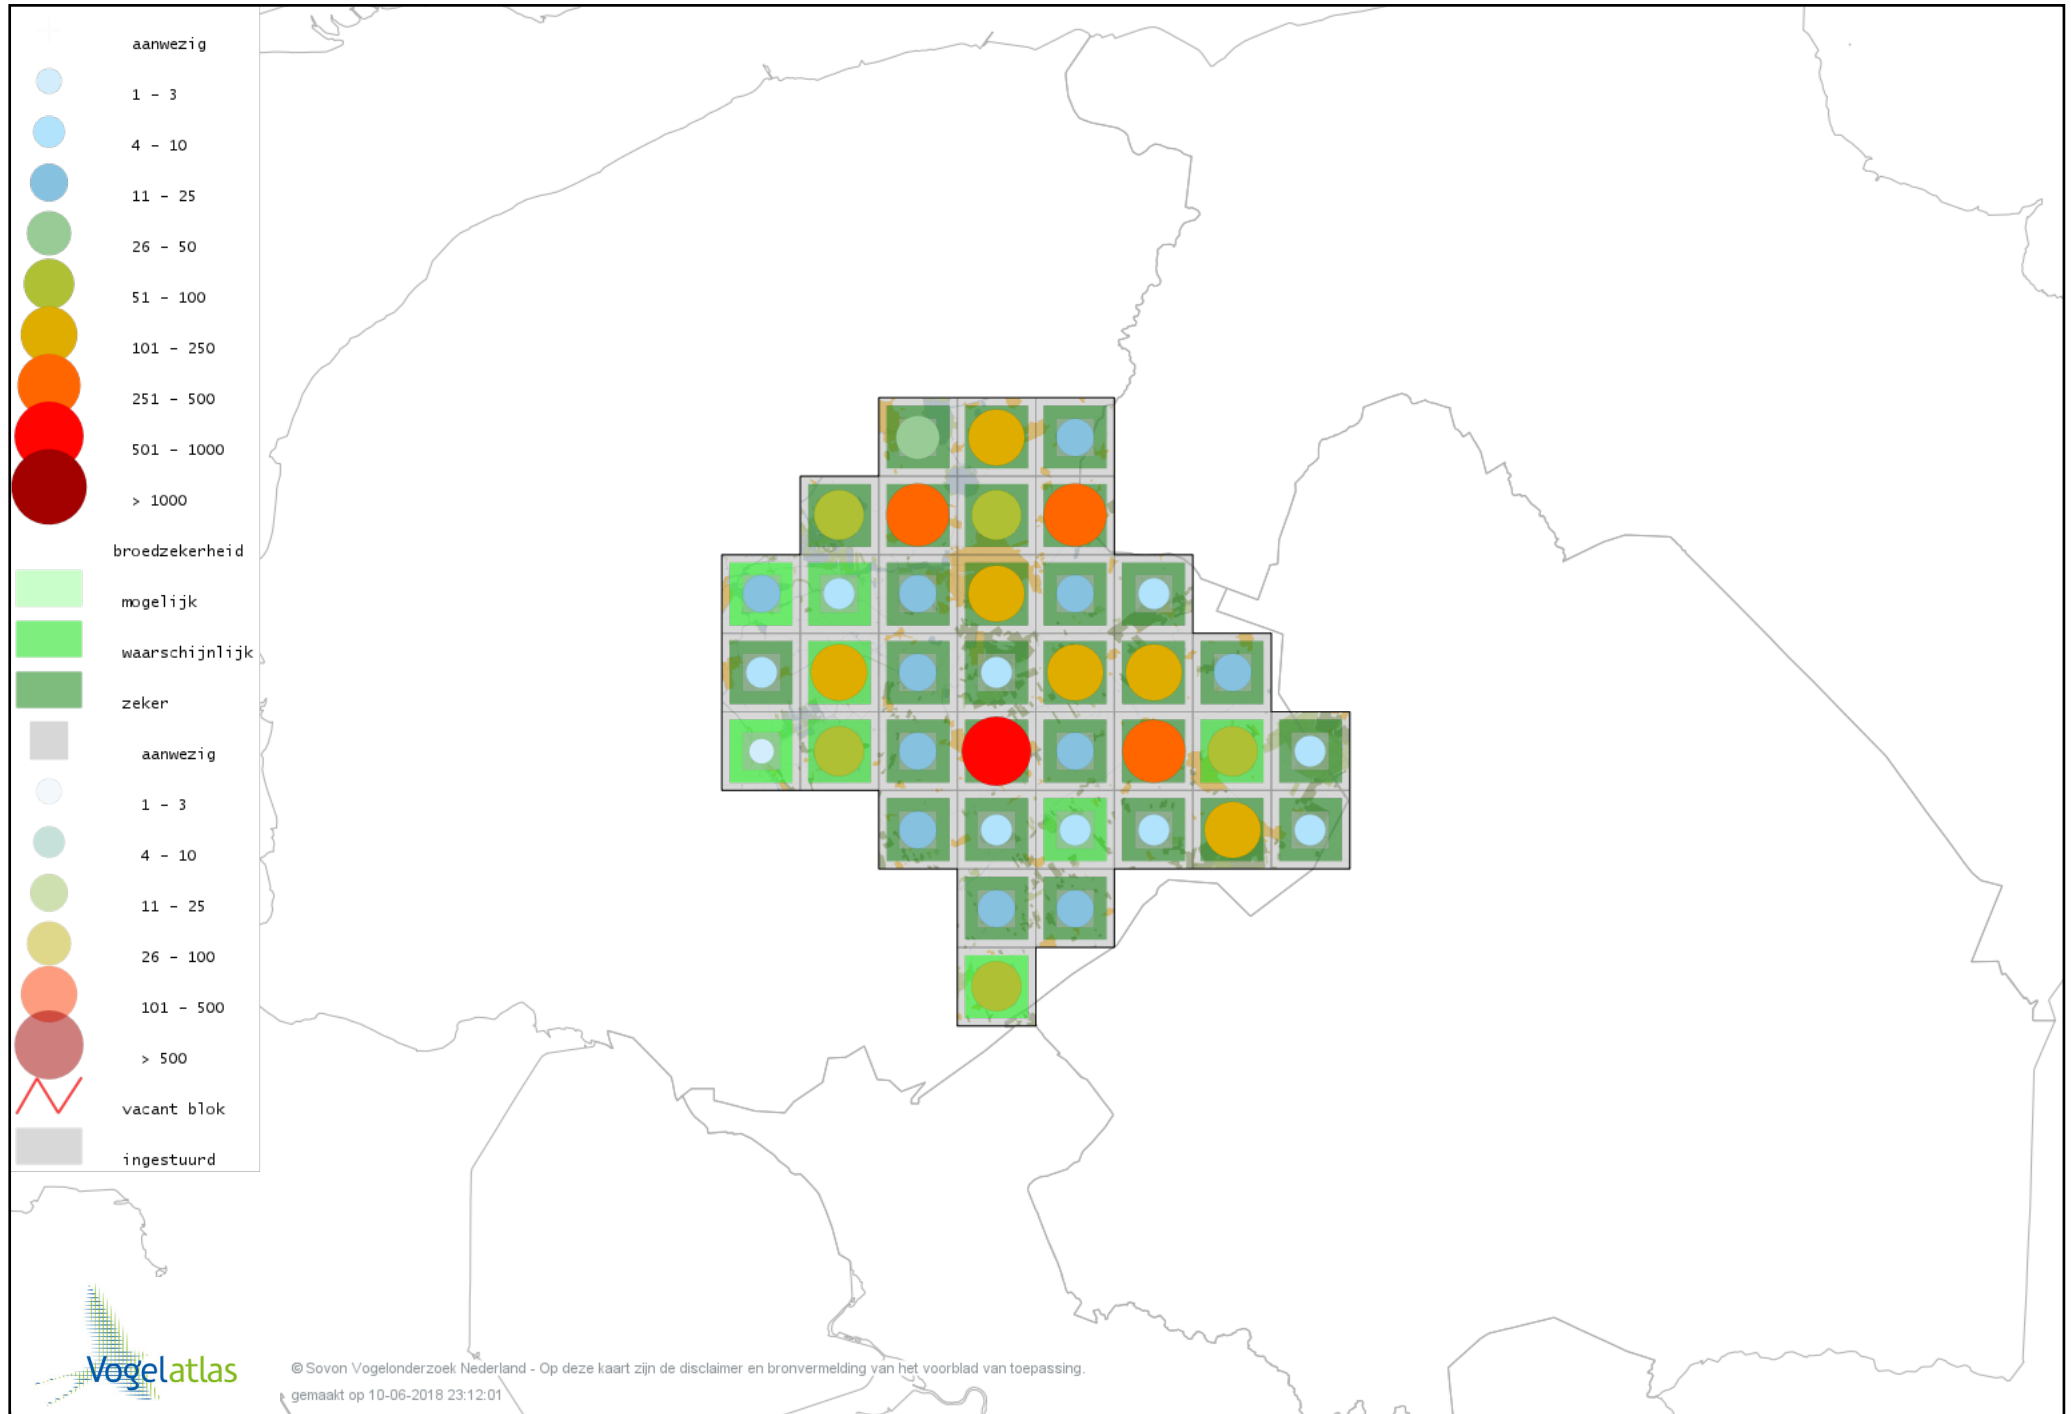 aanwezig
1 - 3
4 - 10
11 - 25
26 - 50
51 - 100
101 - 250
251 - 500
501 - 1000
> 1000
broedzekerheid
mogelijk
waarschijnlijk
zeker
aanwezig
1 - 3
4 - 10
11 - 25
26 - 100
101 - 500
> 500
vacant blok
ingestuurd
Vogelatlas
© Sovon Vogelonderzoek Nederland - Op deze kaart zijn de disclaimer en bronvermelding van het voorblad van toepassing.
gemaakt op 10-06-2018 23:12:01